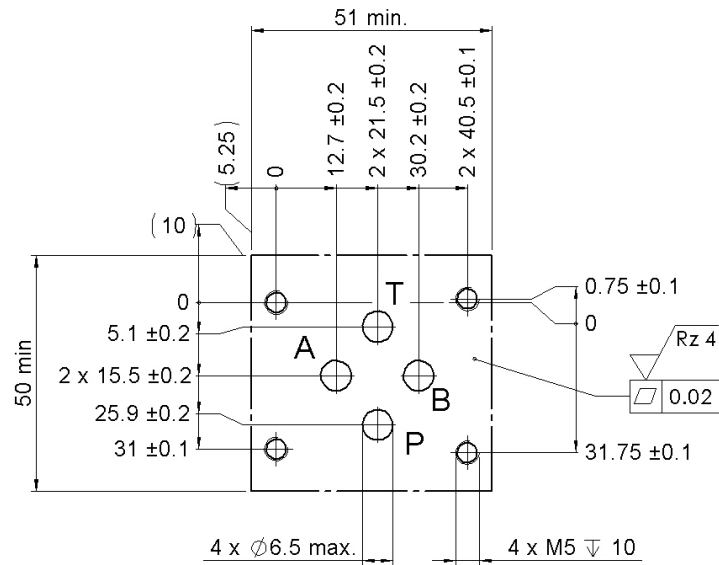 51 min.
(5.25)
0
12.7 ±0.2
2 x 21.5 ±0.2
30.2 ±0.2
2 x 40.5 ±0.1
(10)
0
5.1 ±0.2
2 x 15.5 ±0.2
25.9 ±0.2
31 ±0.1
50 min
T
A
B
P
0.75 ±0.1
0
Rz 4
⏥ 0.02
31.75 ±0.1
4 x ∅6.5 max.
4 x M5 ↧ 10